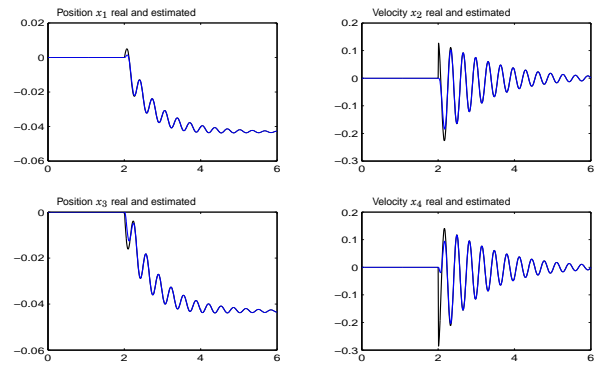 Position x₁ real and estimated
0.02
0
−0.02
−0.04
−0.06
0 2 4 6
Velocity x₂ real and estimated
0.2
0.1
0
−0.1
−0.2
−0.3
0 2 4 6
Position x₃ real and estimated
0
−0.02
−0.04
−0.06
0 2 4 6
Velocity x₄ real and estimated
0.2
0.1
0
−0.1
−0.2
−0.3
0 2 4 6